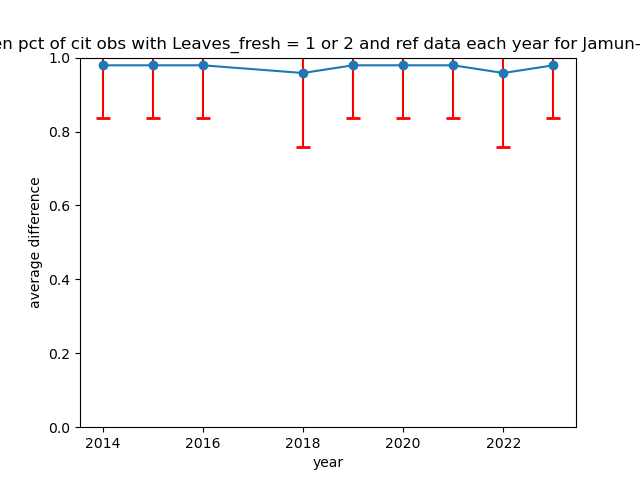 en pct of cit obs with Leaves_fresh = 1 or 2 and ref data each year for Jamun-
1.0
0.8
0.6
0.4
0.2
0.0
average difference
2014 2016 2018 2020 2022
year